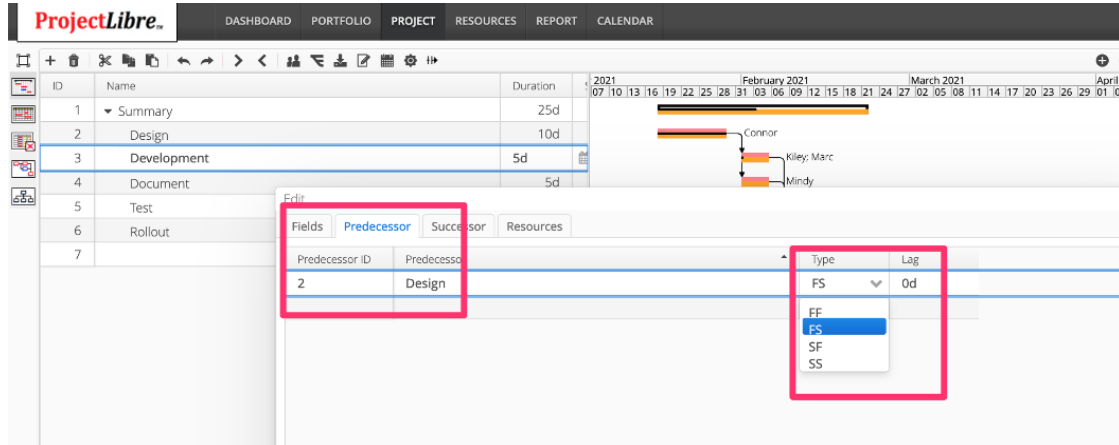 ProjectLibre™ DASHBOARD PORTFOLIO PROJECT RESOURCES REPORT CALENDAR
ID Name Duration 2021 February 2021 March 2021 April
07 10 13 16 19 22 25 28 31 03 06 09 12 15 18 21 24 27 02 05 08 11 14 17 20 23 26 29 01
1 Summary 25d
2 Design 10d Connor
3 Development 5d Kiley; Marc
4 Document 5d Mindy
Edit
5 Test
Fields Predecessor Successor Resources
6 Rollout
7
Predecessor ID Predecessor Type Lag
2 Design FS 0d
FF
FS
SF
SS